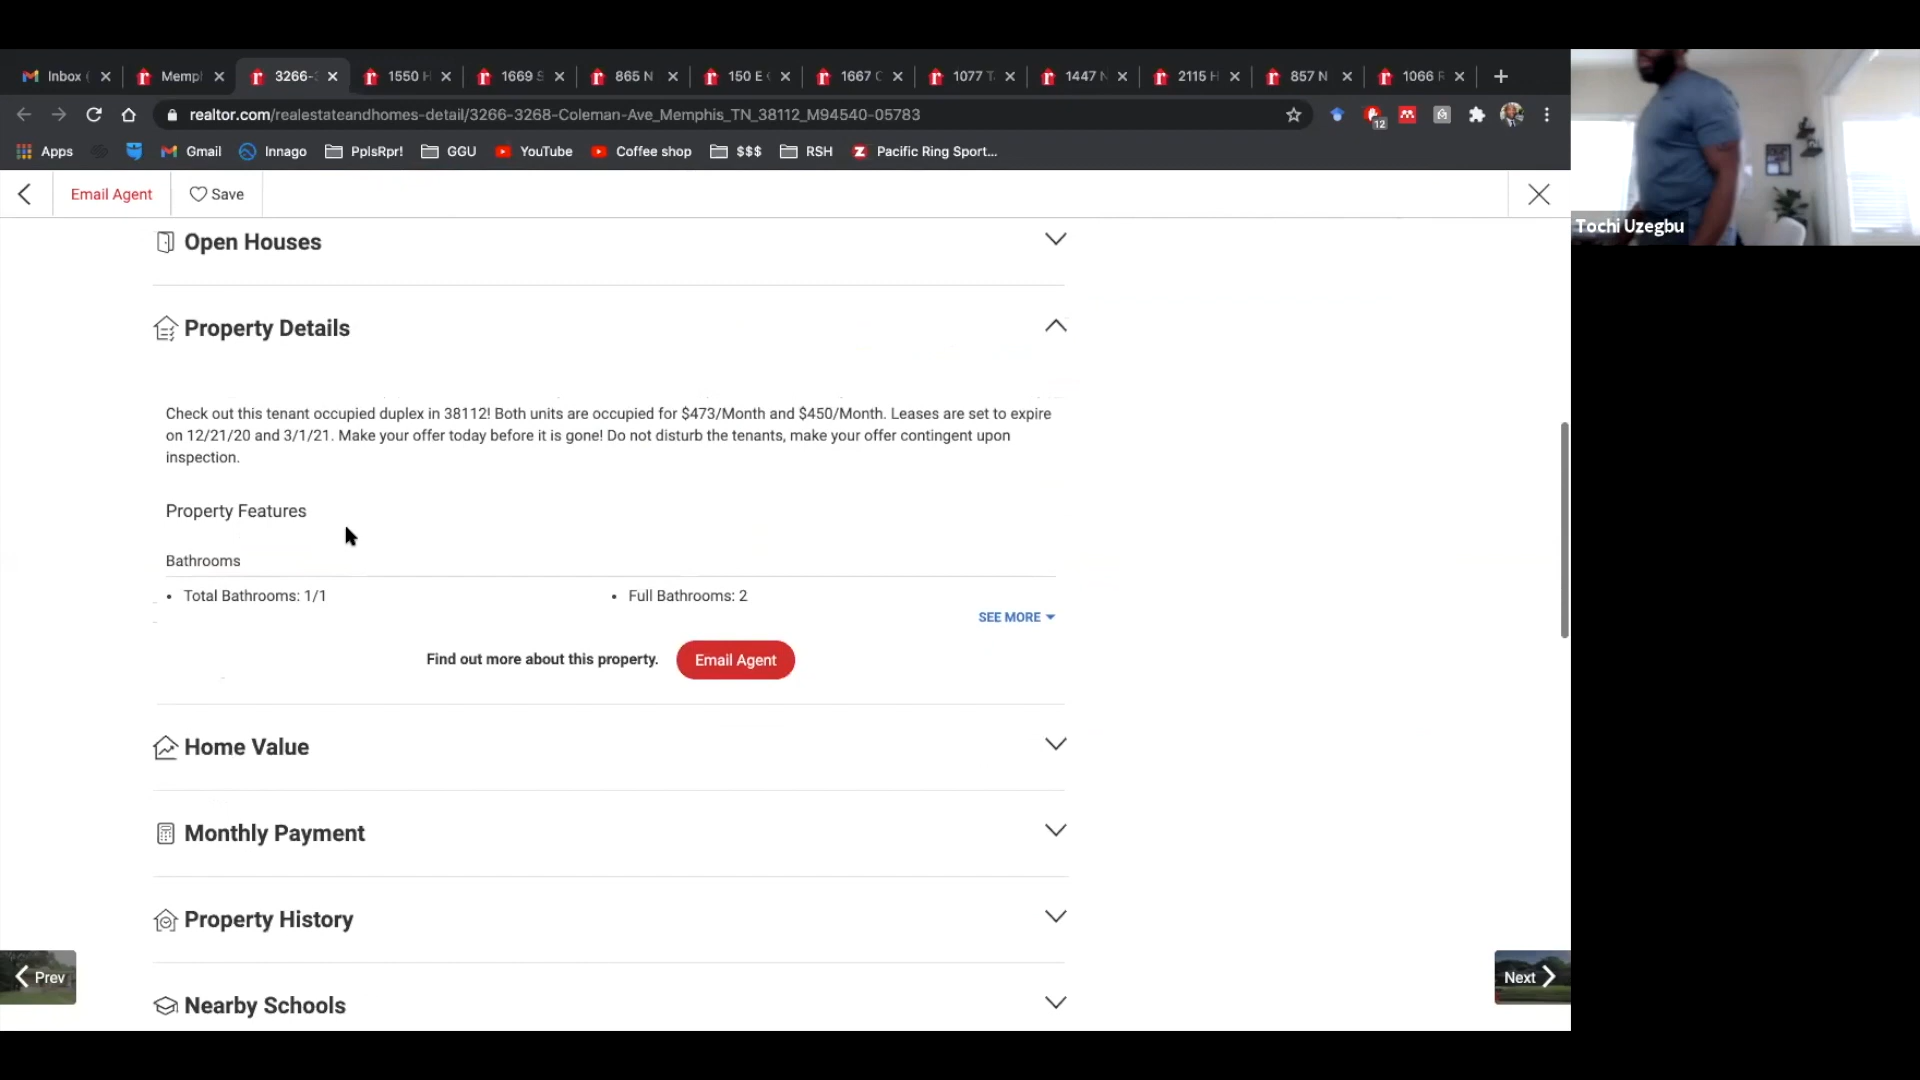 Inbox (
Memp
3266-
1550 H
1669 S
865 N
150 E
1667 C
1077 T
1447 N
2115 H
857 N
1066 R
realtor.com/realestateandhomes-detail/3266-3268-Coleman-Ave_Memphis_TN_38112_M94540-05783
12
Apps
Gmail
Innago
PplsRpr!
GGU
YouTube
Coffee shop
$$$
RSH
Pacific Ring Sport...
Email Agent
Save
Tochi Uzegbu
Open Houses
Property Details
Check out this tenant occupied duplex in 38112! Both units are occupied for $473/Month and $450/Month. Leases are set to expire
on 12/21/20 and 3/1/21. Make your offer today before it is gone! Do not disturb the tenants, make your offer contingent upon
inspection.
Property Features
Bathrooms
• Total Bathrooms: 1/1
• Full Bathrooms: 2
SEE MORE
Find out more about this property.
Email Agent
Home Value
Monthly Payment
Property History
Prev
Next
Nearby Schools